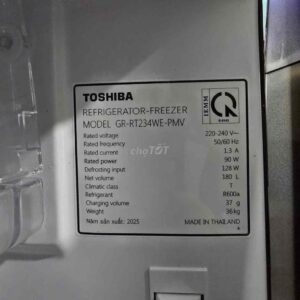 TOSHIBA
REFRIGERATOR-FREEZER
MODEL GR-RT234WE-PMV
Rated voltage 220-240 V~
Rated frequency 50/60 Hz
Rated current 1.3 A
Rated power 90 W
Defrosting input 128 W
Net volume 180 L
Climatic class T
Refrigerant R600a
Charging volume 37 g
Weight 36 kg
Năm sản xuất: 2025 MADE IN THAILAND
IEMM
choTỐT